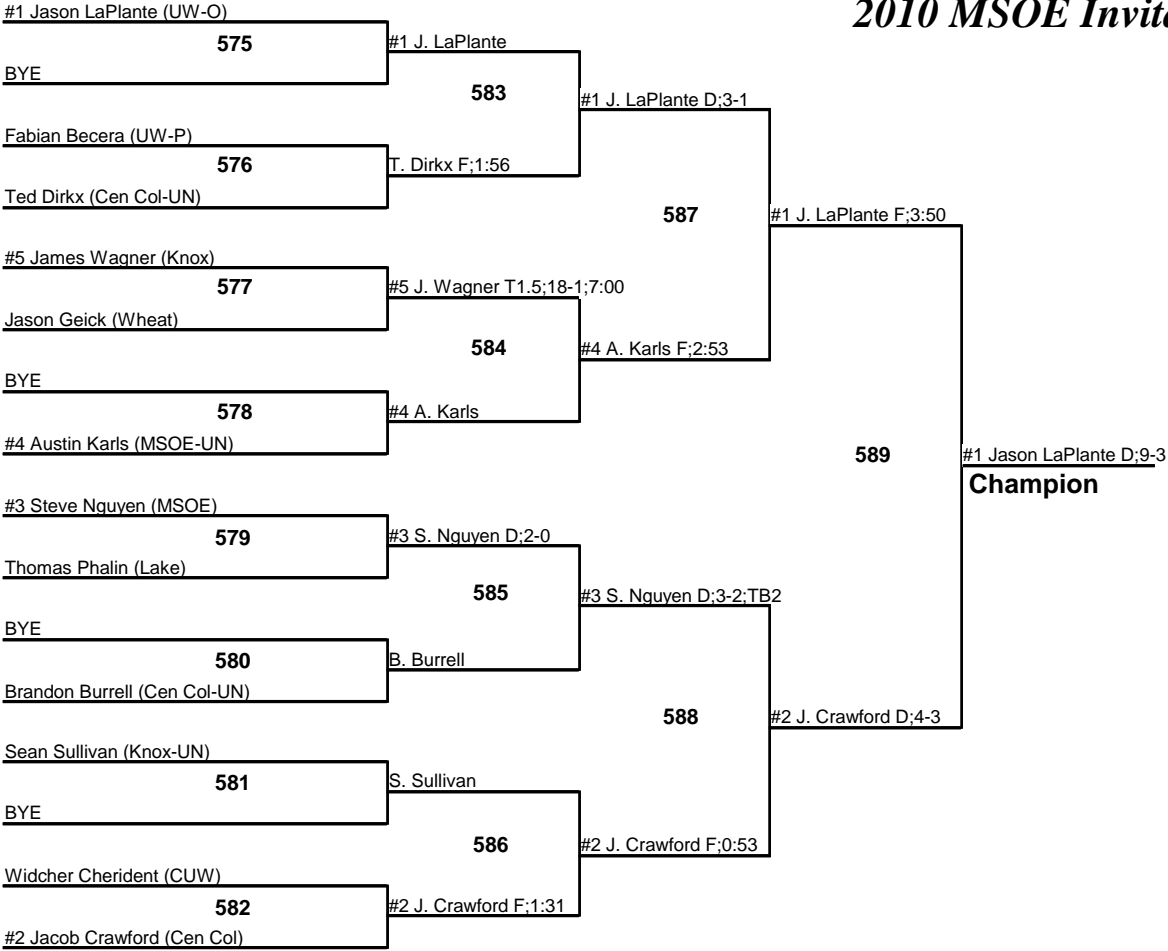 2010 MSOE Invita
#1 Jason LaPlante (UW-O)
575
BYE
#1 J. LaPlante
583
Fabian Becera (UW-P)
576
Ted Dirkx (Cen Col-UN)
T. Dirkx F;1:56
#1 J. LaPlante D;3-1
587
#5 James Wagner (Knox)
577
Jason Geick (Wheat)
#5 J. Wagner T1.5;18-1;7:00
584
BYE
578
#4 Austin Karls (MSOE-UN)
#4 A. Karls
#4 A. Karls F;2:53
#1 J. LaPlante F;3:50
589
#1 Jason LaPlante D;9-3
Champion
#3 Steve Nguyen (MSOE)
579
Thomas Phalin (Lake)
#3 S. Nguyen D;2-0
585
BYE
580
Brandon Burrell (Cen Col-UN)
B. Burrell
#3 S. Nguyen D;3-2;TB2
588
Sean Sullivan (Knox-UN)
581
BYE
S. Sullivan
586
Widcher Cherident (CUW)
582
#2 Jacob Crawford (Cen Col)
#2 J. Crawford F;1:31
#2 J. Crawford F;0:53
#2 J. Crawford D;4-3